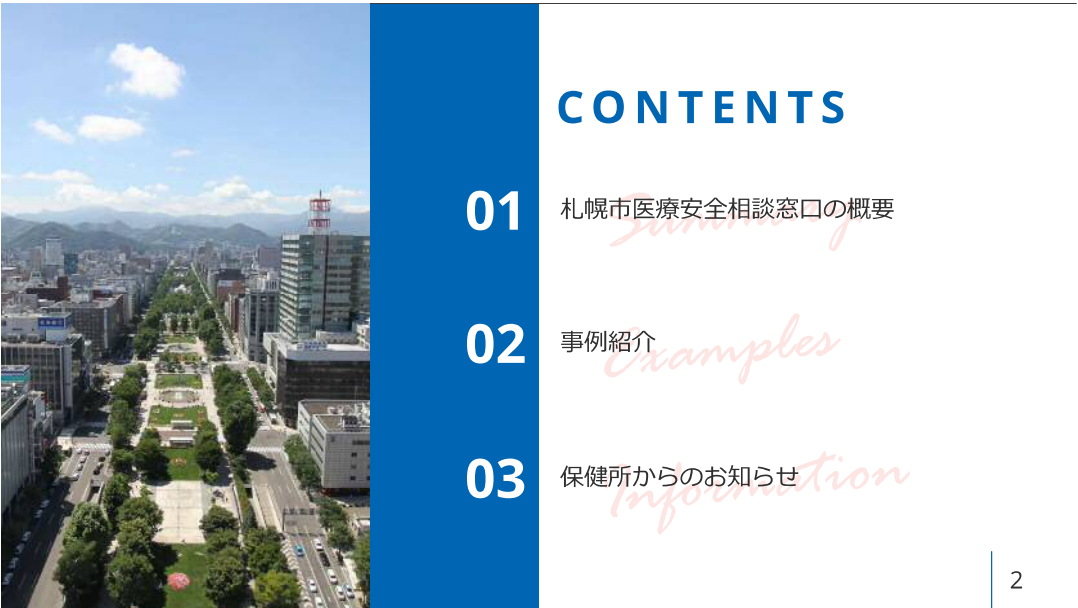 CONTENTS
01
札幌市医療安全相談窓口の概要
Summary
02
事例紹介
Examples
03
保健所からのお知らせ
Information
2